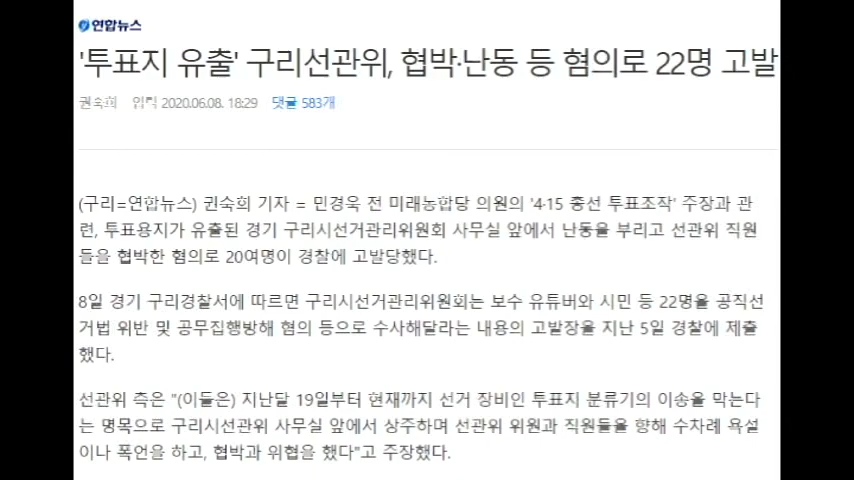 연합뉴스
'투표지 유출' 구리선관위, 협박·난동 등 혐의로 22명 고발
권숙희 입력 2020.06.08. 18:29 댓글 583개
(구리=연합뉴스) 권숙희 기자 = 민경욱 전 미래통합당 의원의 '4·15 총선 투표조작' 주장과 관
련, 투표용지가 유출된 경기 구리시선거관리위원회 사무실 앞에서 난동을 부리고 선관위 직원
들을 협박한 혐의로 20여명이 경찰에 고발당했다.
8일 경기 구리경찰서에 따르면 구리시선거관리위원회는 보수 유튜버와 시민 등 22명을 공직선
거법 위반 및 공무집행방해 혐의 등으로 수사해달라는 내용의 고발장을 지난 5일 경찰에 제출
했다.
선관위 측은 "(이들은) 지난달 19일부터 현재까지 선거 장비인 투표지 분류기의 이송을 막는다
는 명목으로 구리시선관위 사무실 앞에서 상주하며 선관위 위원과 직원들을 향해 수차례 욕설
이나 폭언을 하고, 협박과 위협을 했다"고 주장했다.